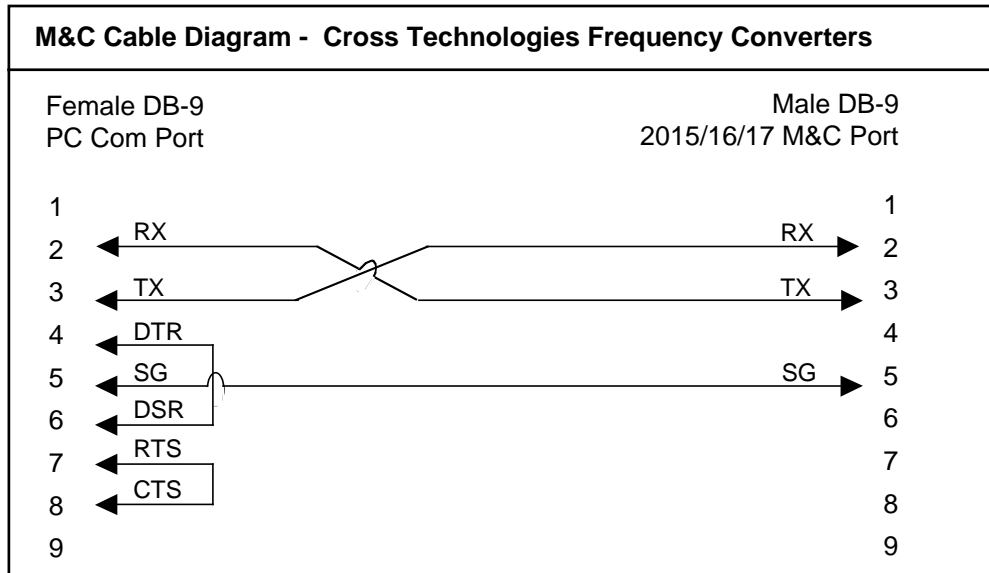 M&C Cable Diagram - Cross Technologies Frequency Converters
Female DB-9 Male DB-9
PC Com Port 2015/16/17 M&C Port
1 1
2 RX RX 2
3 TX TX 3
4 DTR 4
5 SG SG 5
6 DSR 6
7 RTS 7
8 CTS 8
9 9